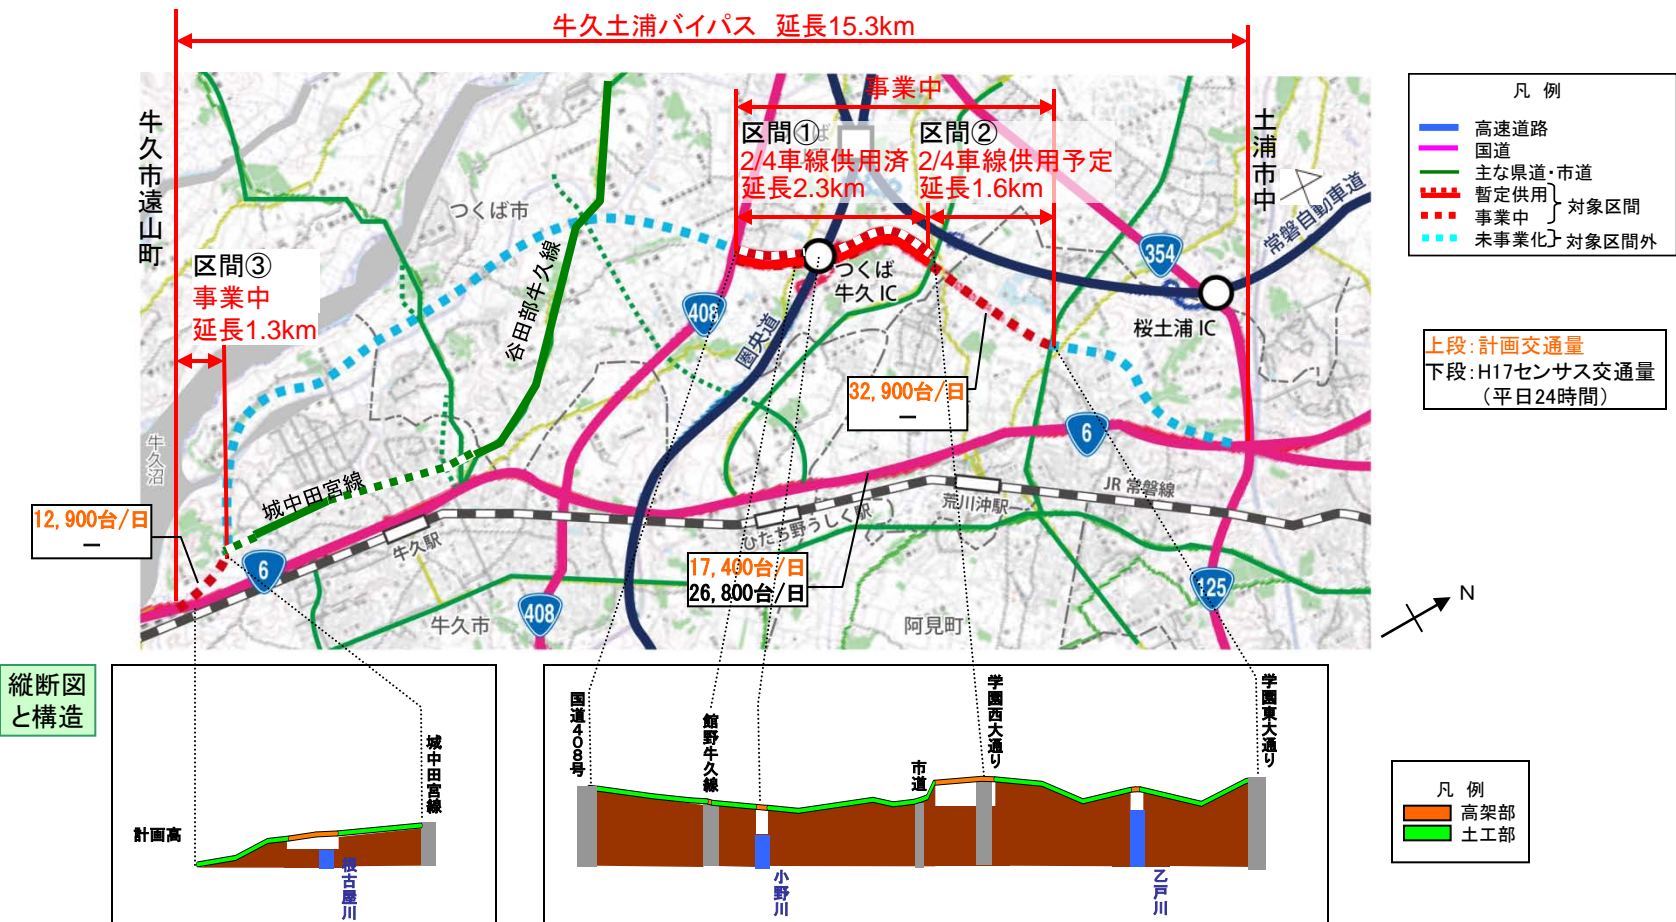 牛久土浦バイパス 延長15.3km
事業中
牛久市遠山町
土浦市中
区間①
2/4車線供用済
延長2.3km
区間②
2/4車線供用予定
延長1.6km
区間③
事業中
延長1.3km
つくば市
谷田部牛久線
城中田宮線
牛久沼
408
圏央道
つくば
牛久 IC
354
常磐自動車道
桜土浦 IC
32,900台/日
－
12,900台/日
－
17,400台/日
26,800台/日
6
6
408
125
JR 常磐線
荒川沖駅
ひたち野うしく駅
牛久駅
牛久市
阿見町
N
凡 例
高速道路
国道
主な県道・市道
暫定供用
事業中
対象区間
未事業化
対象区間外
上段：計画交通量
下段：H17センサス交通量
（平日24時間）
縦断図
と構造
計画高
城中田宮線
根古屋川
国道408号
館野牛久線
小野川
市道
学園西大通り
乙戸川
学園東大通り
凡 例
高架部
土工部